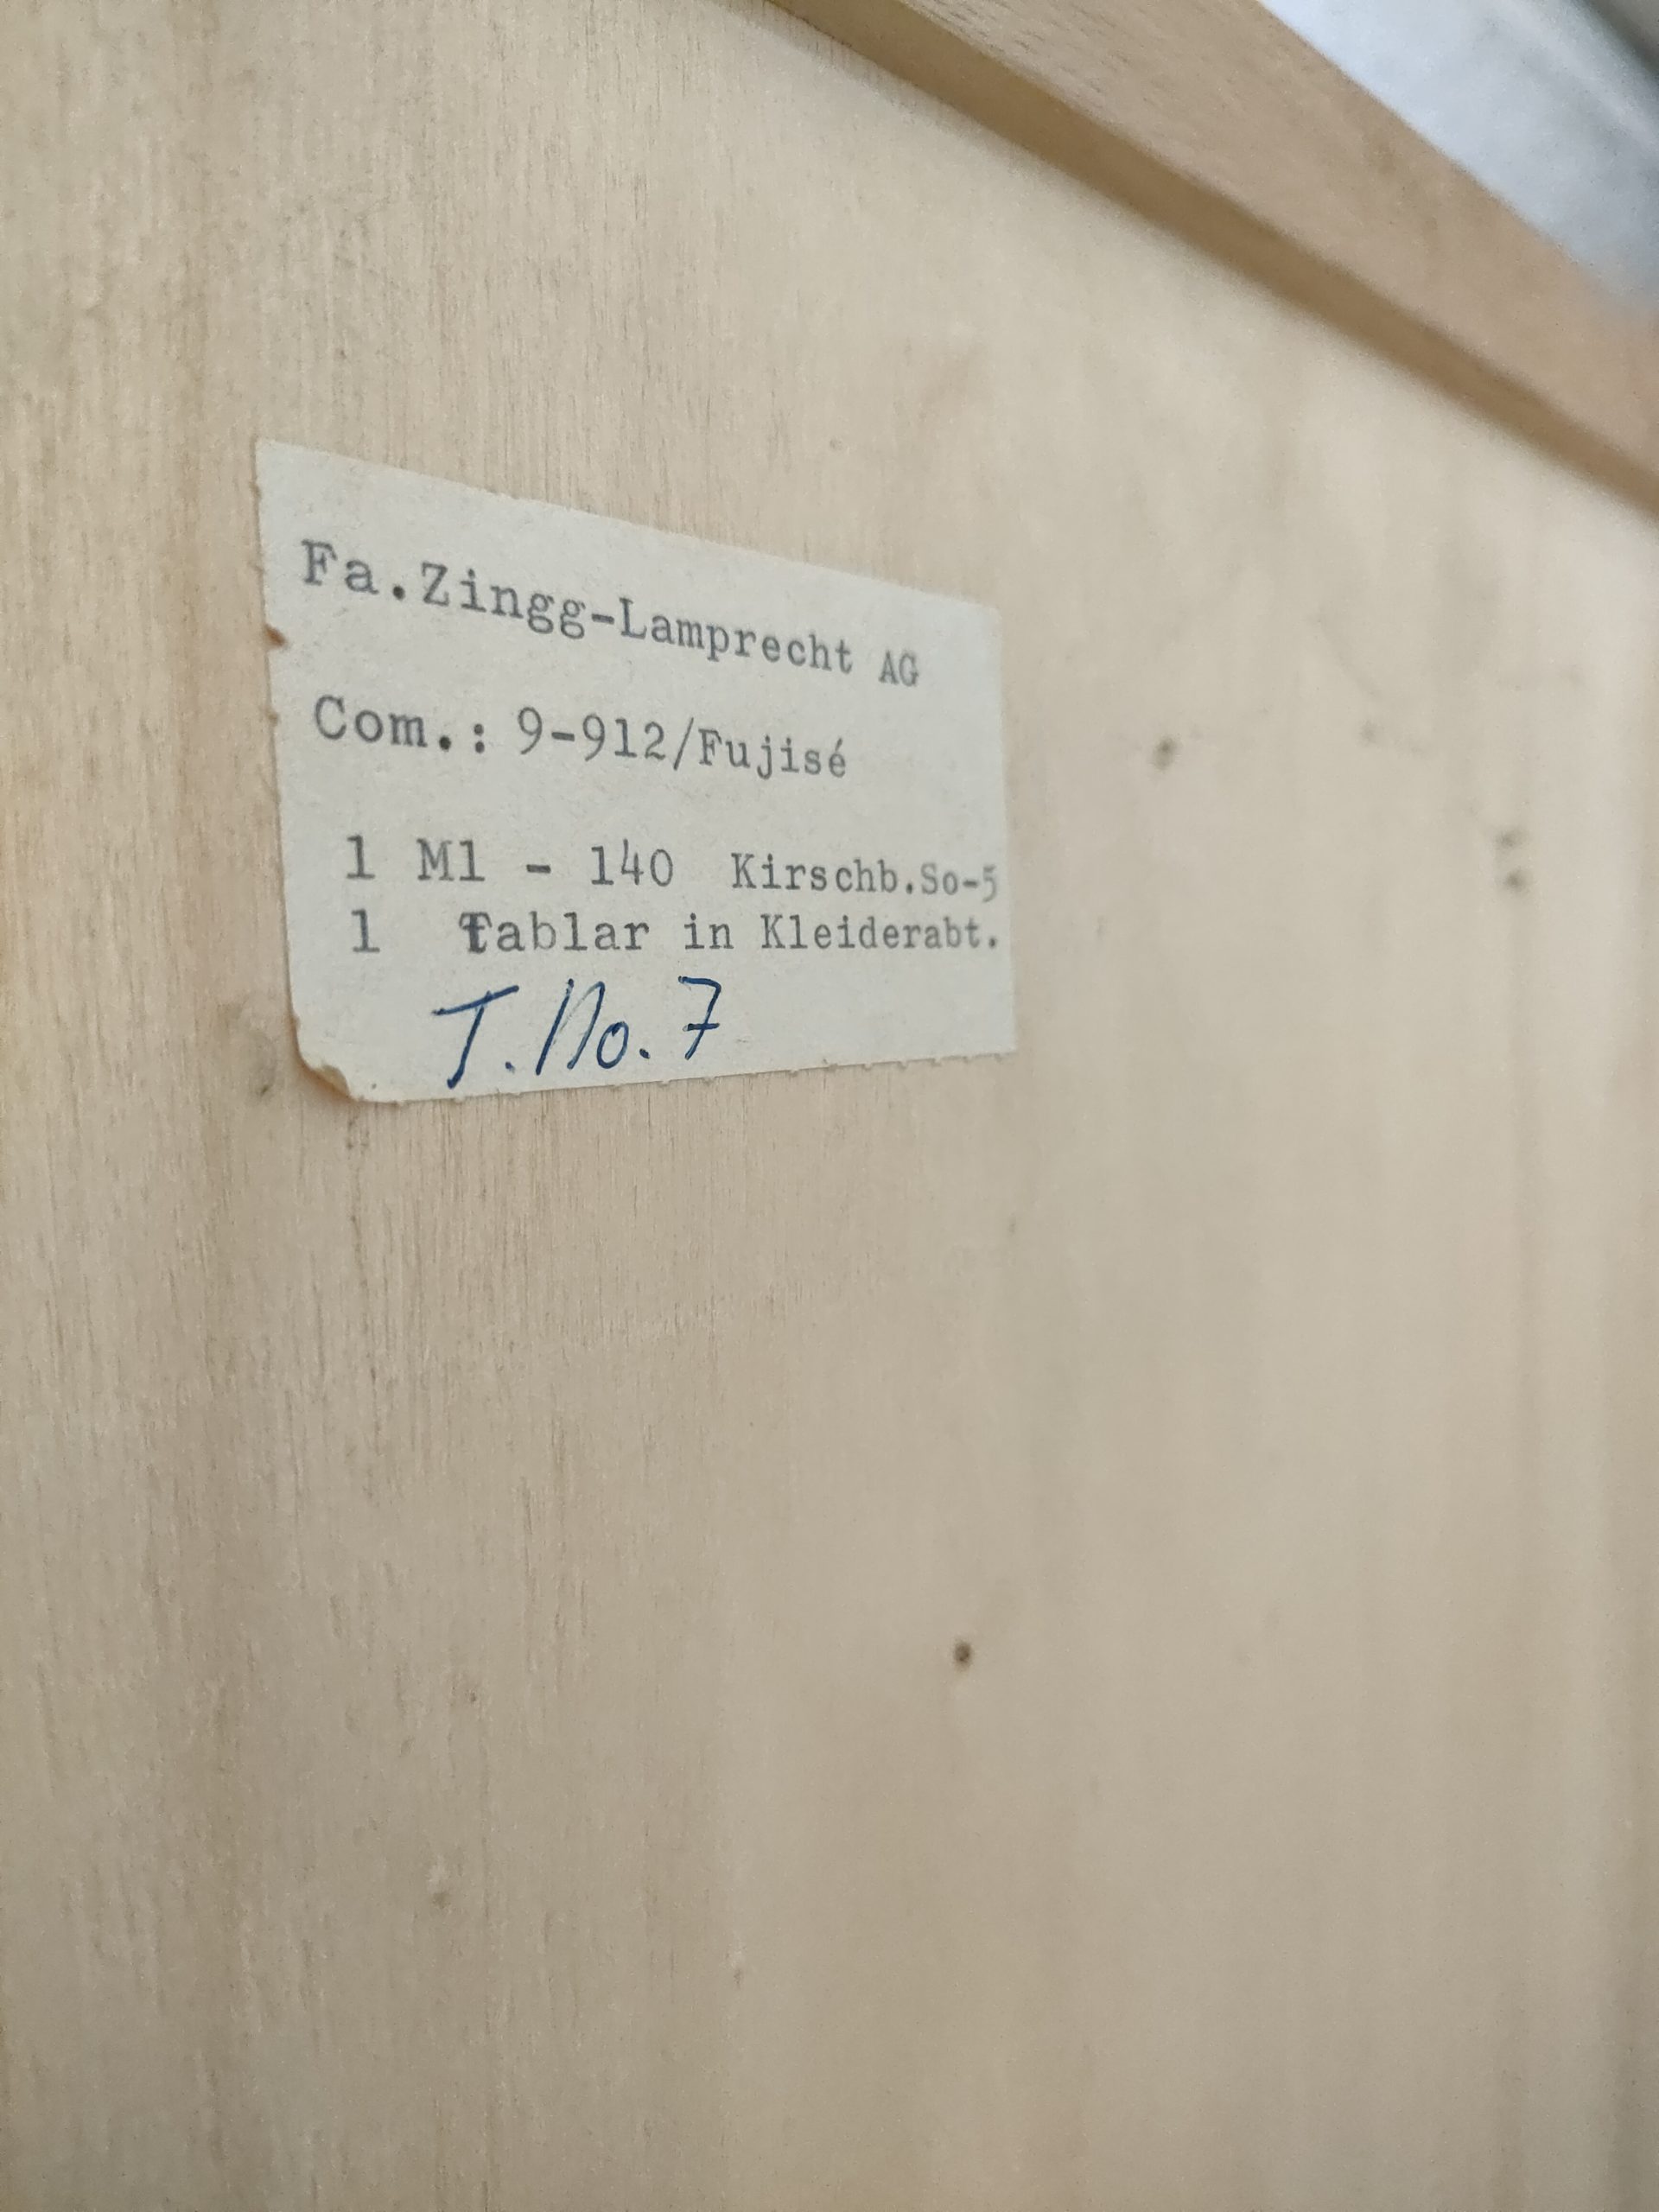 Fa.Zingg-Lamprecht AG
Com.: 9-912/Fujisé
1 M1 - 140 Kirschb.So-5
1 Tablar in Kleiderabt.
T.No.7